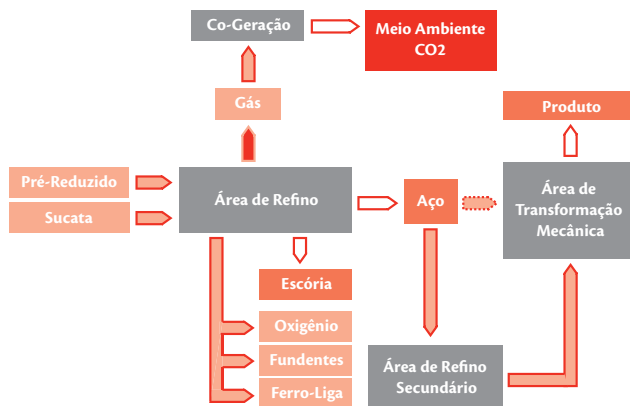 Co-Geração
Meio Ambiente
CO2
Gás
Produto
Pré-Reduzido
Sucata
Área de Refino
Aço
Área de
Transformação
Mecânica
Escória
Oxigênio
Fundentes
Ferro-Liga
Área de Refino
Secundário